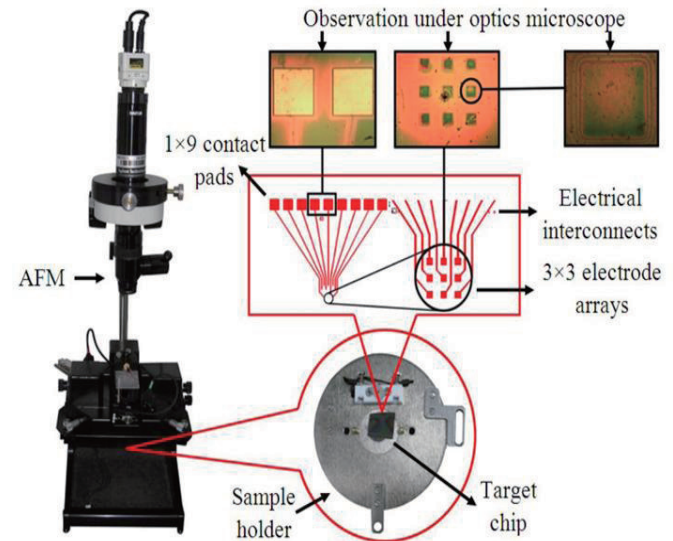 Observation under optics microscope
1×9 contact
pads
Electrical
interconnects
3×3 electrode
arrays
AFM
Sample
holder
Target
chip